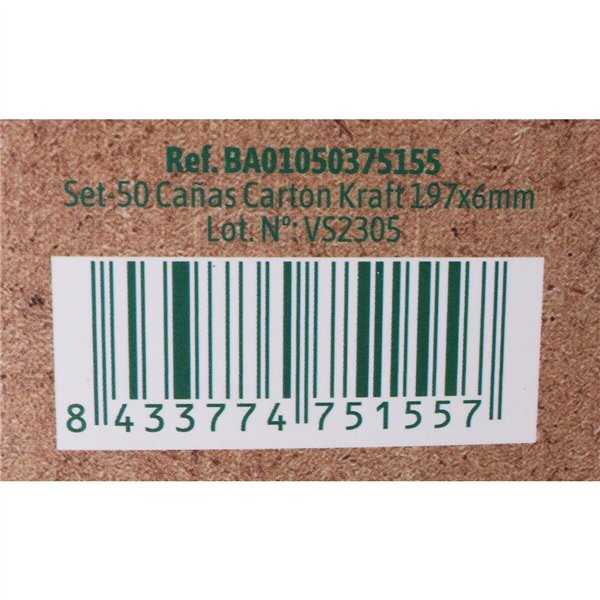 Ref. BA01050375155
Set-50 Cañas Carton Kraft 197x6mm
Lot. Nº: VS2305
8 433774 751557